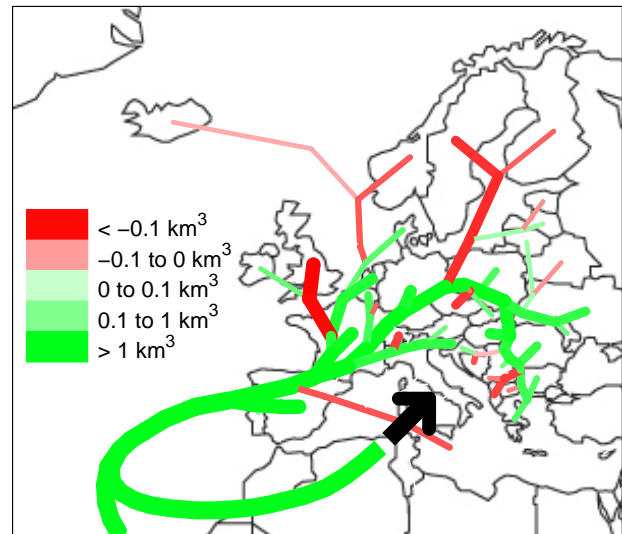 < −0.1 km³
−0.1 to 0 km³
0 to 0.1 km³
0.1 to 1 km³
> 1 km³